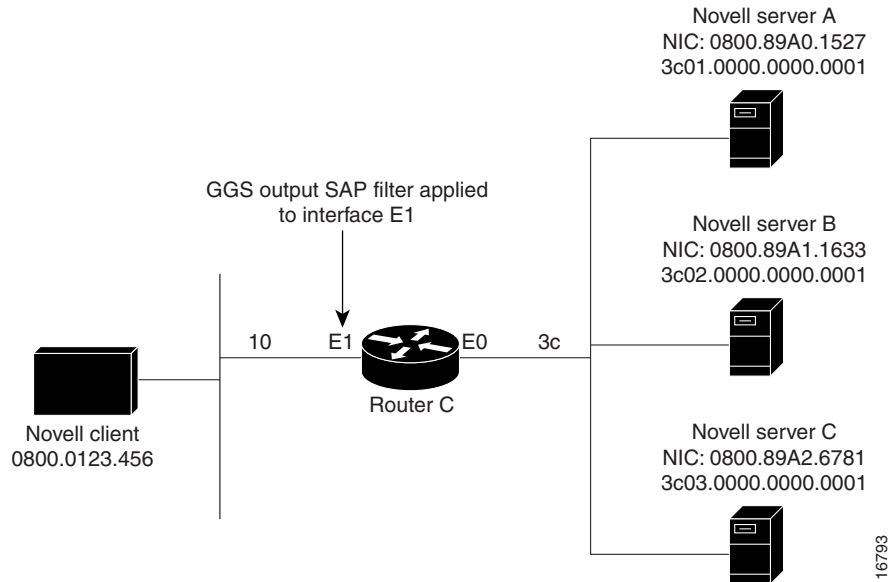 Novell server A
NIC: 0800.89A0.1527
3c01.0000.0000.0001
GGS output SAP filter applied
to interface E1
Novell server B
NIC: 0800.89A1.1633
3c02.0000.0000.0001
10
E1
E0
3c
Router C
Novell client
0800.0123.456
Novell server C
NIC: 0800.89A2.6781
3c03.0000.0000.0001
16793